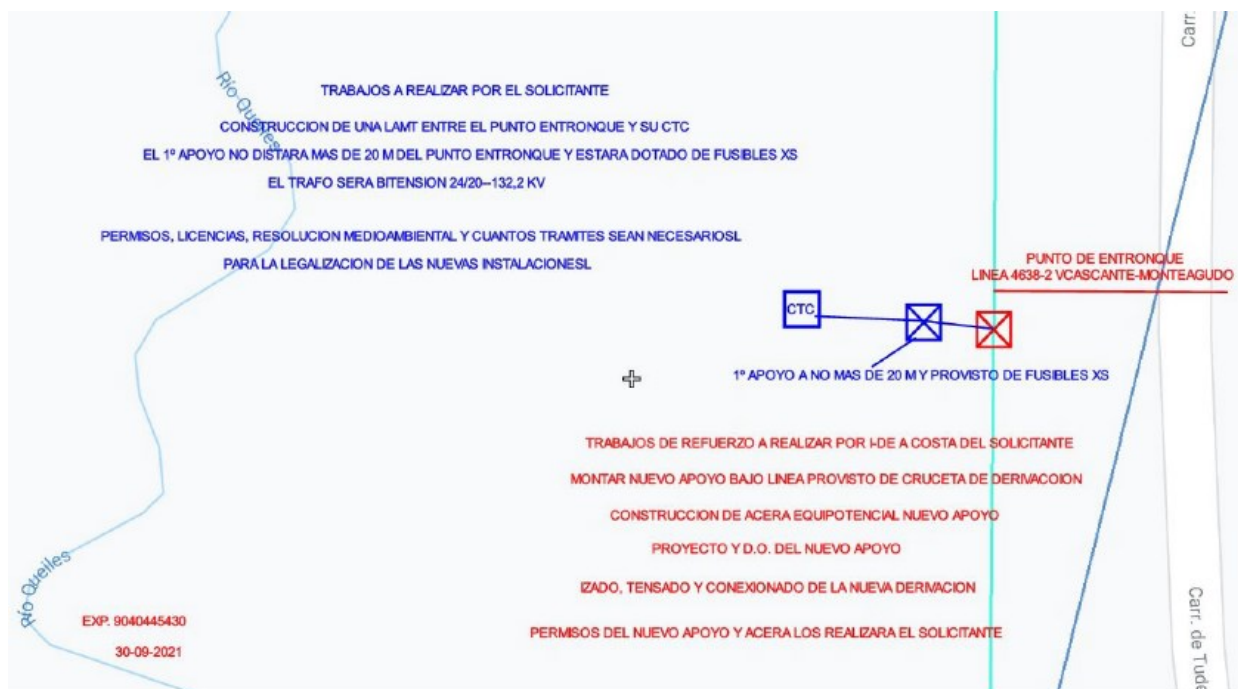 Carr.
Río Queiles
TRABAJOS A REALIZAR POR EL SOLICITANTE
CONSTRUCCION DE UNA LAMT ENTRE EL PUNTO ENTRONQUE Y SU CTC
EL 1º APOYO NO DISTARA MAS DE 20 M DEL PUNTO ENTRONQUE Y ESTARA DOTADO DE FUSIBLES XS
EL TRAFO SERA BITENSION 24/20--132,2 KV
PERMISOS, LICENCIAS, RESOLUCION MEDIOAMBIENTAL Y CUANTOS TRAMITES SEAN NECESARIOSL
PARA LA LEGALIZACION DE LAS NUEVAS INSTALACIONESL
PUNTO DE ENTRONQUE
LINEA 4638-2 VCASCANTE-MONTEAGUDO
CTC
1º APOYO A NO MAS DE 20 M Y PROVISTO DE FUSIBLES XS
TRABAJOS DE REFUERZO A REALIZAR POR I-DE A COSTA DEL SOLICITANTE
MONTAR NUEVO APOYO BAJO LINEA PROVISTO DE CRUCETA DE DERIVACOION
CONSTRUCCION DE ACERA EQUIPOTENCIAL NUEVO APOYO
PROYECTO Y D.O. DEL NUEVO APOYO
IZADO, TENSADO Y CONEXIONADO DE LA NUEVA DERIVACION
PERMISOS DEL NUEVO APOYO Y ACERA LOS REALIZARA EL SOLICITANTE
Río Queiles
EXP. 9040445430
30-09-2021
Carr. de Tude